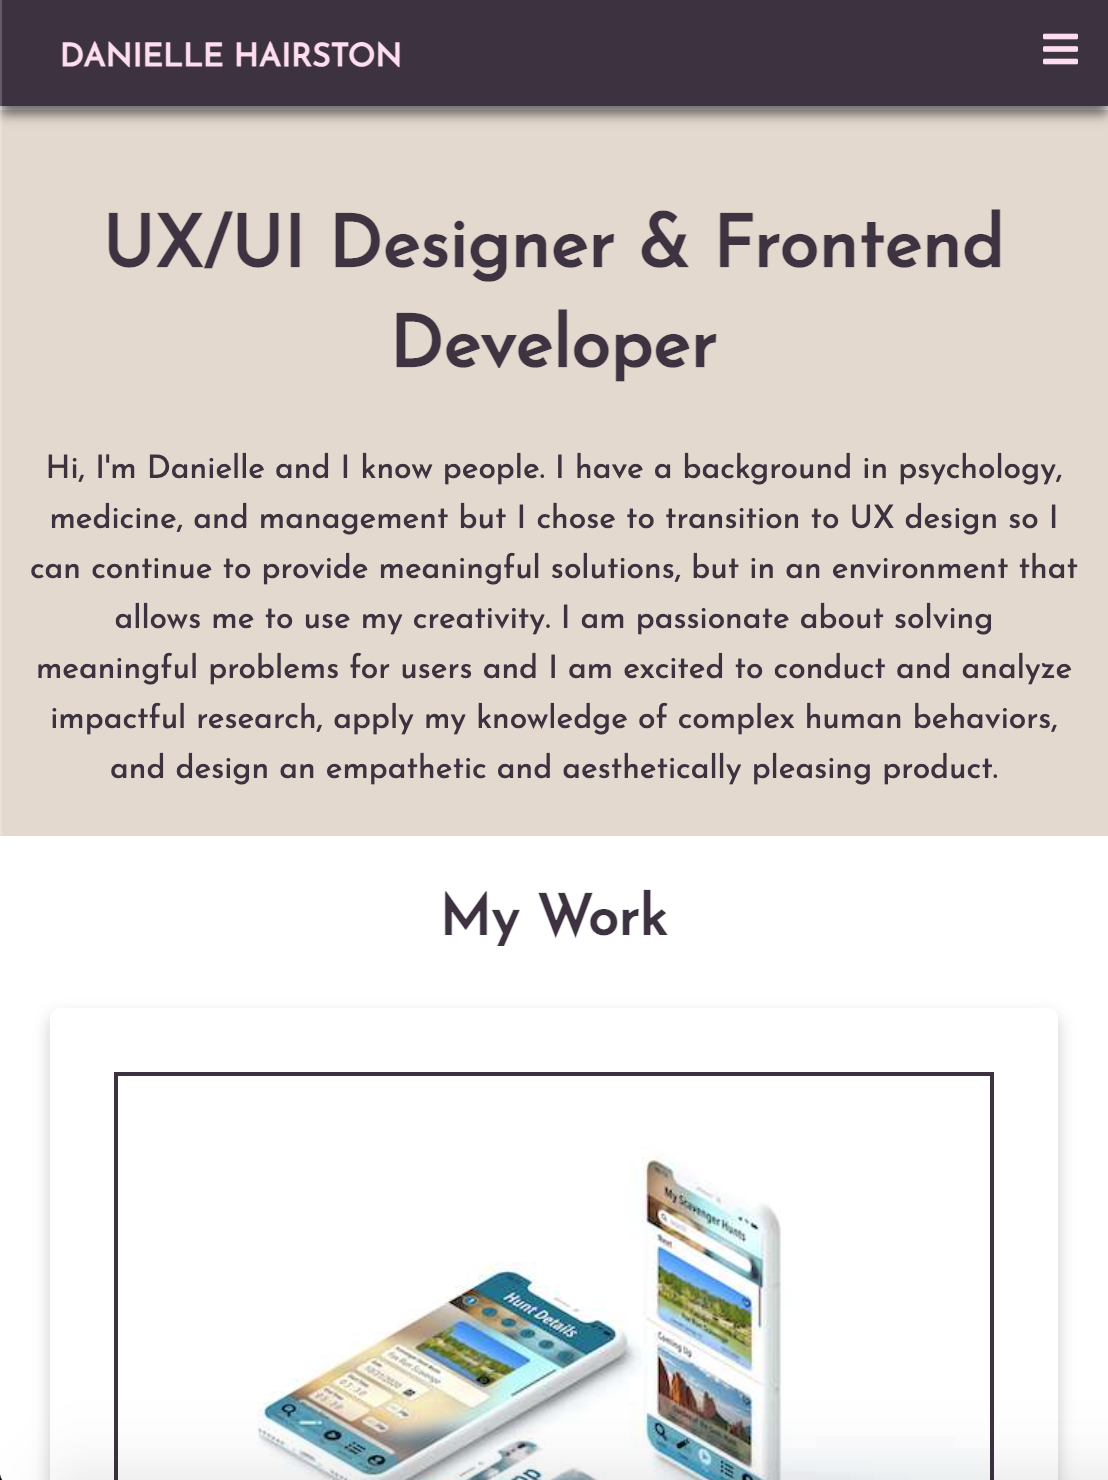 DANIELLE HAIRSTON
UX/UI Designer & Frontend
Developer
Hi, I'm Danielle and I know people. I have a background in psychology,
medicine, and management but I chose to transition to UX design so I
can continue to provide meaningful solutions, but in an environment that
allows me to use my creativity. I am passionate about solving
meaningful problems for users and I am excited to conduct and analyze
impactful research, apply my knowledge of complex human behaviors,
and design an empathetic and aesthetically pleasing product.
My Work
My Scavenger Hunts
Next
Hunt Details
Coming Up